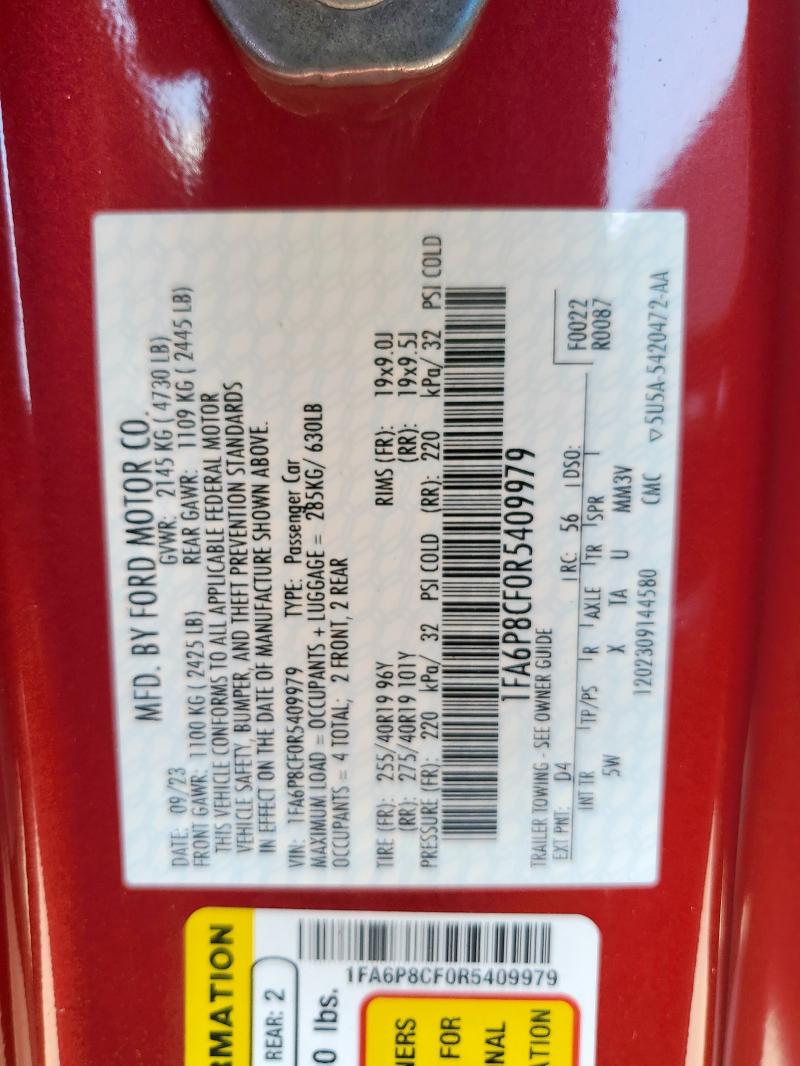 MFD. BY FORD MOTOR CO.
DATE: 09/23 GVWR: 2145 KG ( 4730 LB)
FRONT GAWR: 1100 KG ( 2425 LB) REAR GAWR: 1109 KG ( 2445 LB)
THIS VEHICLE CONFORMS TO ALL APPLICABLE FEDERAL MOTOR
VEHICLE SAFETY, BUMPER, AND THEFT PREVENTION STANDARDS
IN EFFECT ON THE DATE OF MANUFACTURE SHOWN ABOVE.
VIN: 1FA6P8CF0R5409979 TYPE: Passenger Car
MAXIMUM LOAD = OCCUPANTS + LUGGAGE = 285KG/ 630LB
OCCUPANTS = 4 TOTAL; 2 FRONT, 2 REAR
TIRE (FR): 255/40R19 96Y RIMS (FR): 19x9.0J
(RR): 275/40R19 101Y (RR): 19x9.5J
PRESSURE (FR): 220 kPa/ 32 PSI COLD (RR): 220 kPa/ 32 PSI COLD
1FA6P8CF0R5409979
TRAILER TOWING - SEE OWNER GUIDE
F0022
EXT PNT: D4 RC: 56 DSO: R0087
INT TR TP/PS R AXLE TR SPR
5W X TA U MM3V
1202309144580 CMC ▽5U5A-5420472-AA
RMATION
REAR: 2
0 lbs.
1FA6P8CF0R5409979
NERS
FOR
NAL
ATION